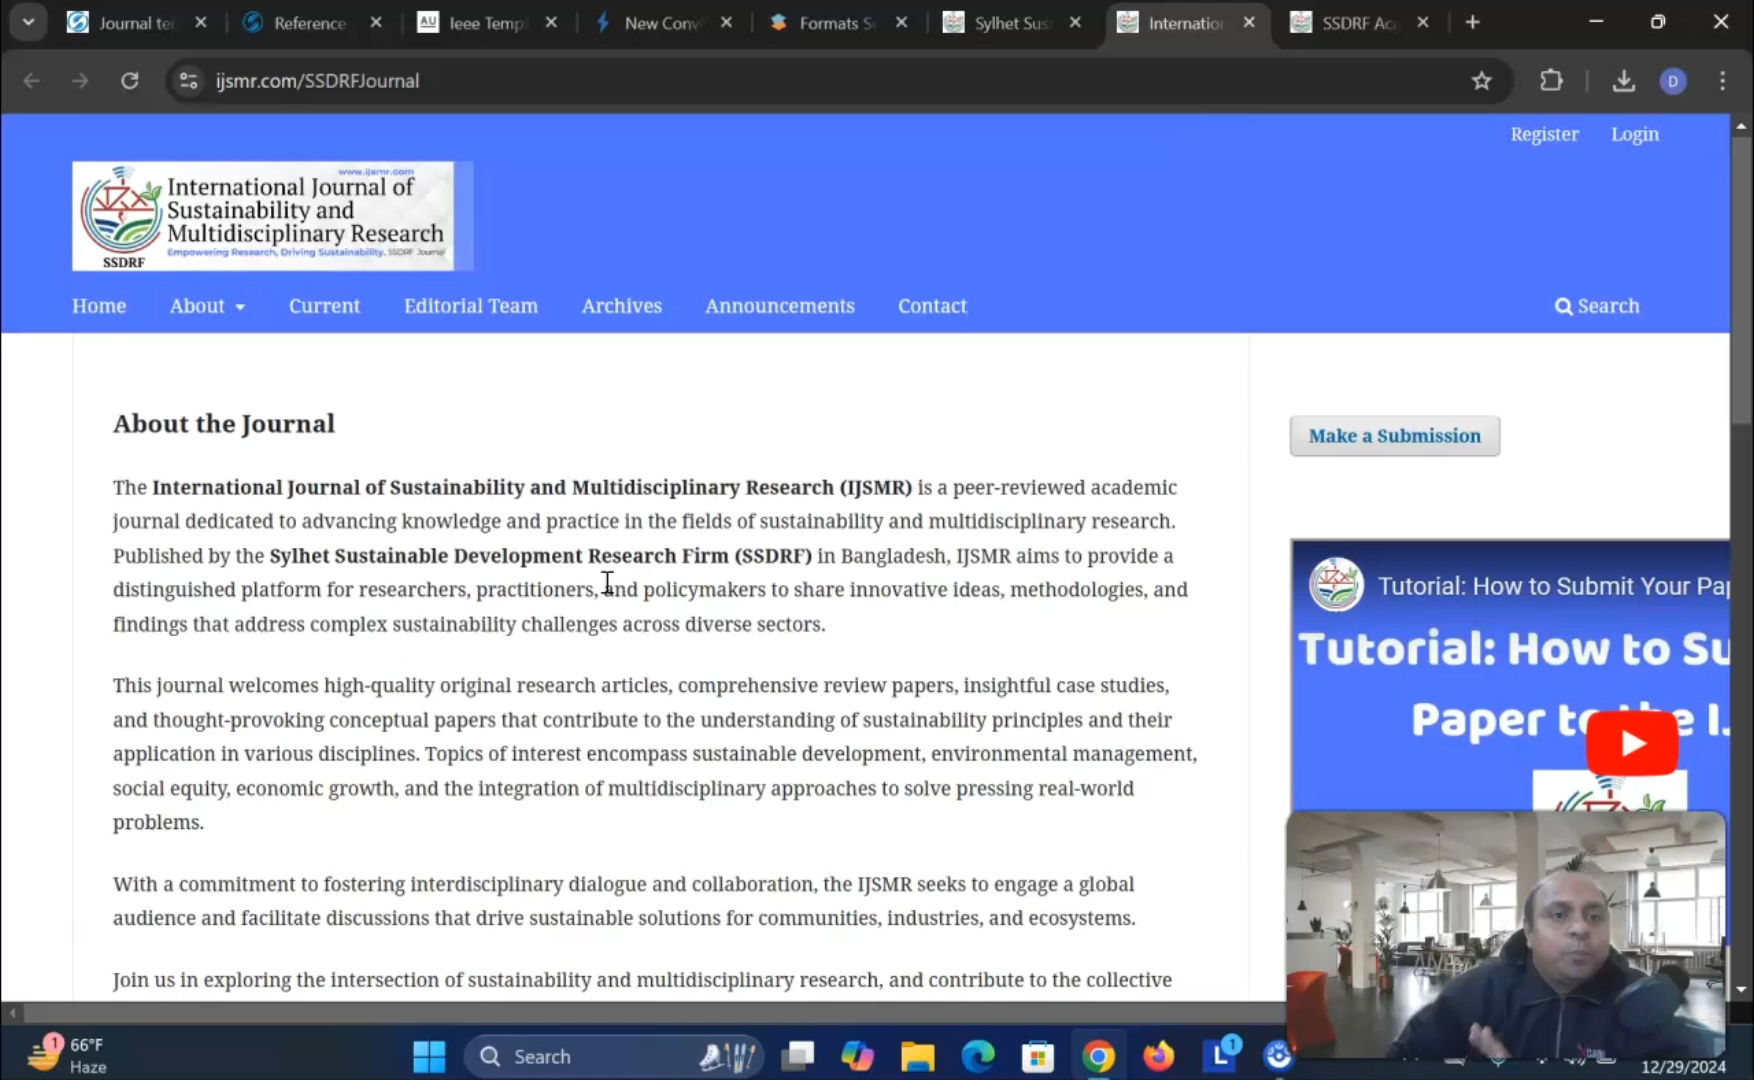 Journal te
Reference
Ieee Temp
New Conv
Formats S
Sylhet Sus
Internatio
SSDRF Ac
ijsmr.com/SSDRFJournal
D
Register Login
www.ijsmr.com
International Journal of
Sustainability and
Multidisciplinary Research
Empowering Research, Driving Sustainability. SSDRF Journal
SSDRF
Home About Current Editorial Team Archives Announcements Contact Search
About the Journal
Make a Submission
The International Journal of Sustainability and Multidisciplinary Research (IJSMR) is a peer-reviewed academic
journal dedicated to advancing knowledge and practice in the fields of sustainability and multidisciplinary research.
Published by the Sylhet Sustainable Development Research Firm (SSDRF) in Bangladesh, IJSMR aims to provide a
distinguished platform for researchers, practitioners, and policymakers to share innovative ideas, methodologies, and
findings that address complex sustainability challenges across diverse sectors.
This journal welcomes high-quality original research articles, comprehensive review papers, insightful case studies,
and thought-provoking conceptual papers that contribute to the understanding of sustainability principles and their
application in various disciplines. Topics of interest encompass sustainable development, environmental management,
social equity, economic growth, and the integration of multidisciplinary approaches to solve pressing real-world
problems.
With a commitment to fostering interdisciplinary dialogue and collaboration, the IJSMR seeks to engage a global
audience and facilitate discussions that drive sustainable solutions for communities, industries, and ecosystems.
Join us in exploring the intersection of sustainability and multidisciplinary research, and contribute to the collective
Tutorial: How to Submit Your Pap
Tutorial: How to Su
Paper to the I.
1
66°F
Haze
Search
L
1
12/29/2024